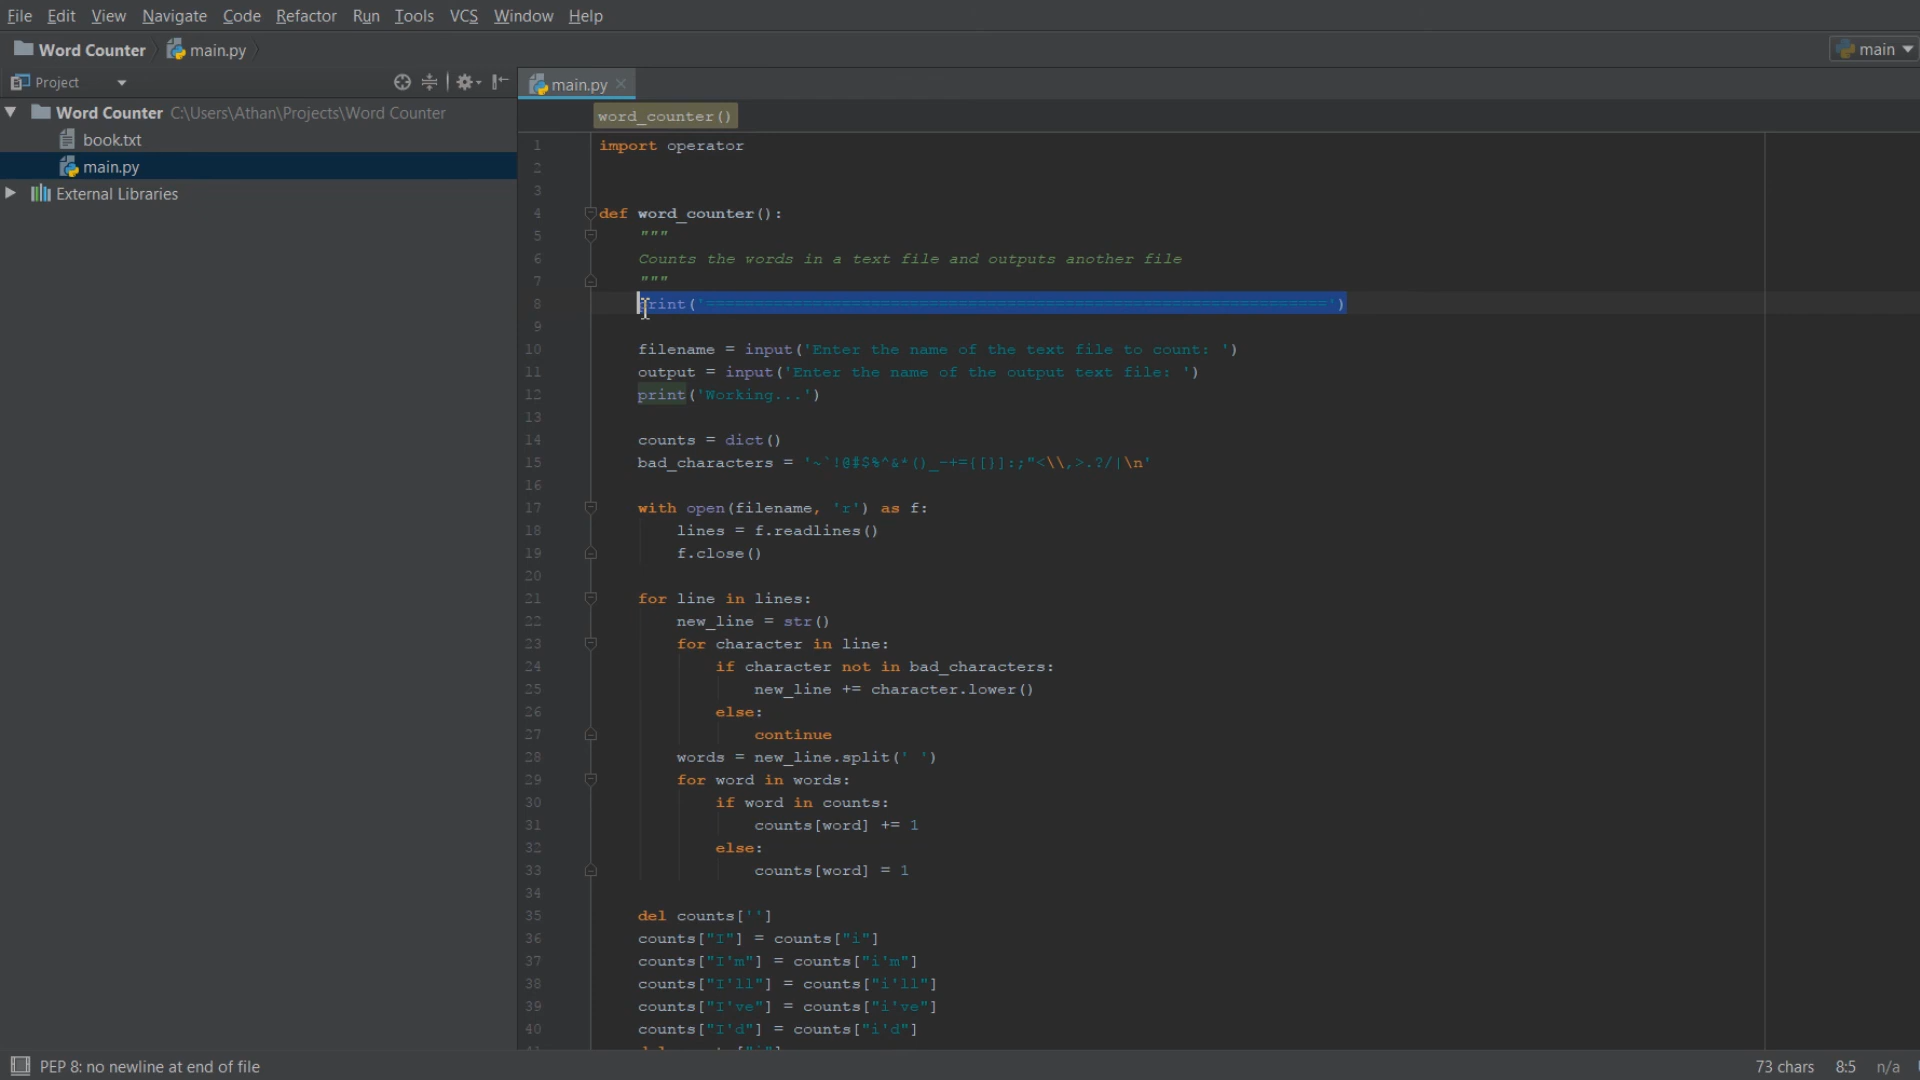 File Edit View Navigate Code Refactor Run Tools VCS Window Help
Word Counter main.py
main
Project
main.py
Word Counter C:\Users\Athan\Projects\Word Counter
book.txt
main.py
External Libraries
word_counter()
1 import operator
2
3
4 def word_counter():
5 """
6 Counts the words in a text file and outputs another file
7 """
8 print('================================================================')
9
10 filename = input('Enter the name of the text file to count: ')
11 output = input('Enter the name of the output text file: ')
12 print('Working...')
13
14 counts = dict()
15 bad_characters = '~`!@#$%^&*()_-+={[}]:;"<\\,>.?/|\n'
16
17 with open(filename, 'r') as f:
18 lines = f.readlines()
19 f.close()
20
21 for line in lines:
22 new_line = str()
23 for character in line:
24 if character not in bad_characters:
25 new_line += character.lower()
26 else:
27 continue
28 words = new_line.split(' ')
29 for word in words:
30 if word in counts:
31 counts[word] += 1
32 else:
33 counts[word] = 1
34
35 del counts['']
36 counts["I"] = counts["i"]
37 counts["I'm"] = counts["i'm"]
38 counts["I'll"] = counts["i'll"]
39 counts["I've"] = counts["i've"]
40 counts["I'd"] = counts["i'd"]
PEP 8: no newline at end of file
73 chars 8:5 n/a